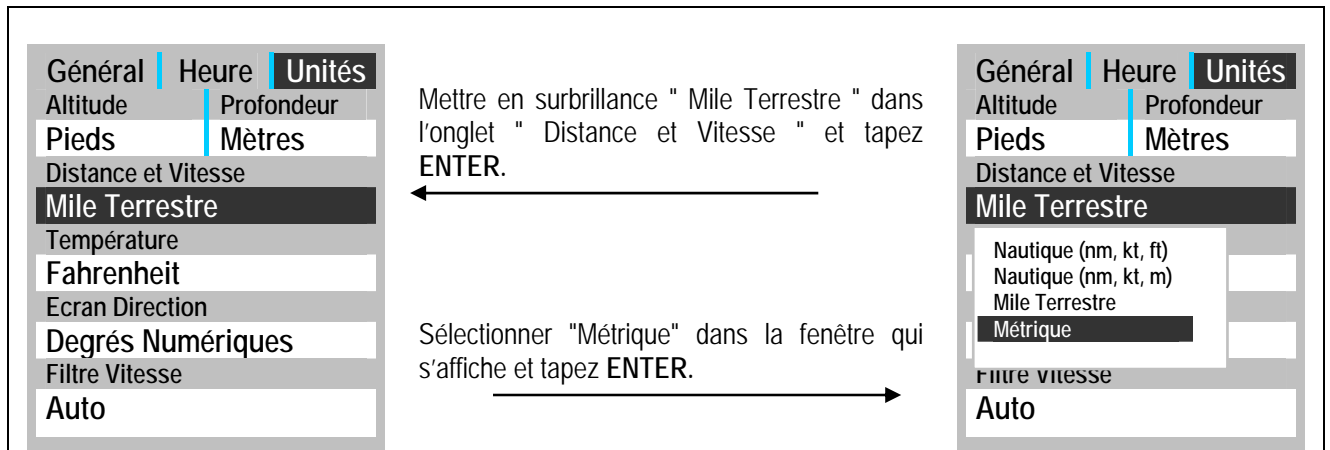 Général Heure Unités
Altitude Profondeur
Pieds Mètres
Distance et Vitesse
Mile Terrestre
Température
Fahrenheit
Ecran Direction
Degrés Numériques
Filtre Vitesse
Auto
Mettre en surbrillance " Mile Terrestre " dans
l'onglet " Distance et Vitesse " et tapez
ENTER.
Sélectionner "Métrique" dans la fenêtre qui
s'affiche et tapez ENTER.
Général Heure Unités
Altitude Profondeur
Pieds Mètres
Distance et Vitesse
Mile Terrestre
Nautique (nm, kt, ft)
Nautique (nm, kt, m)
Mile Terrestre
Métrique
Filtre Vitesse
Auto